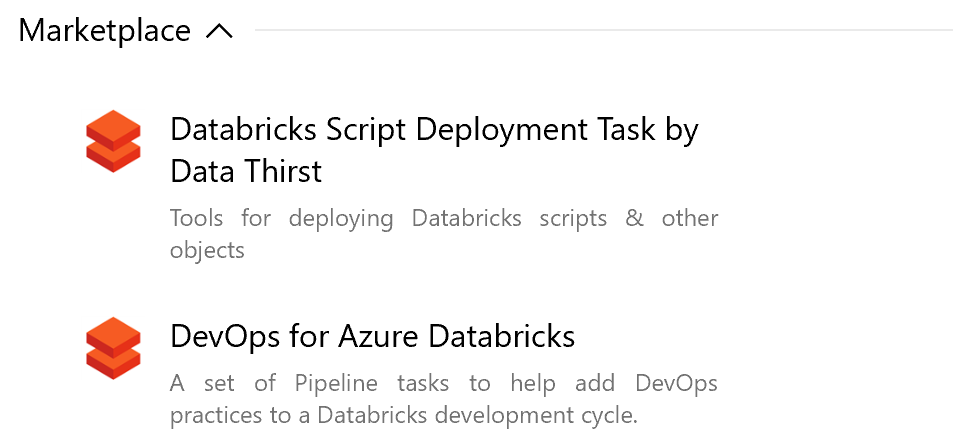 Marketplace
Databricks Script Deployment Task by
Data Thirst
Tools for deploying Databricks scripts & other
objects
DevOps for Azure Databricks
A set of Pipeline tasks to help add DevOps
practices to a Databricks development cycle.